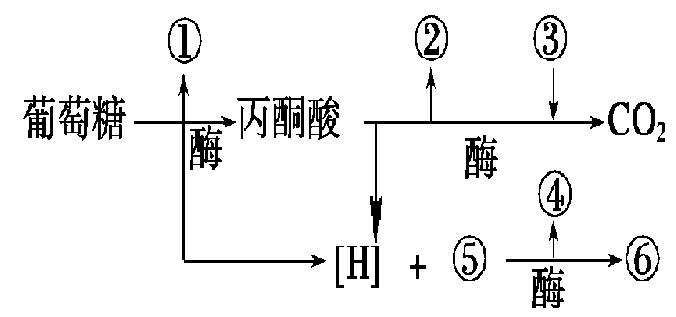 ① ② ③
葡萄糖 酶 丙酮酸 酶 CO₂
④
[H] + ⑤ 酶 ⑥